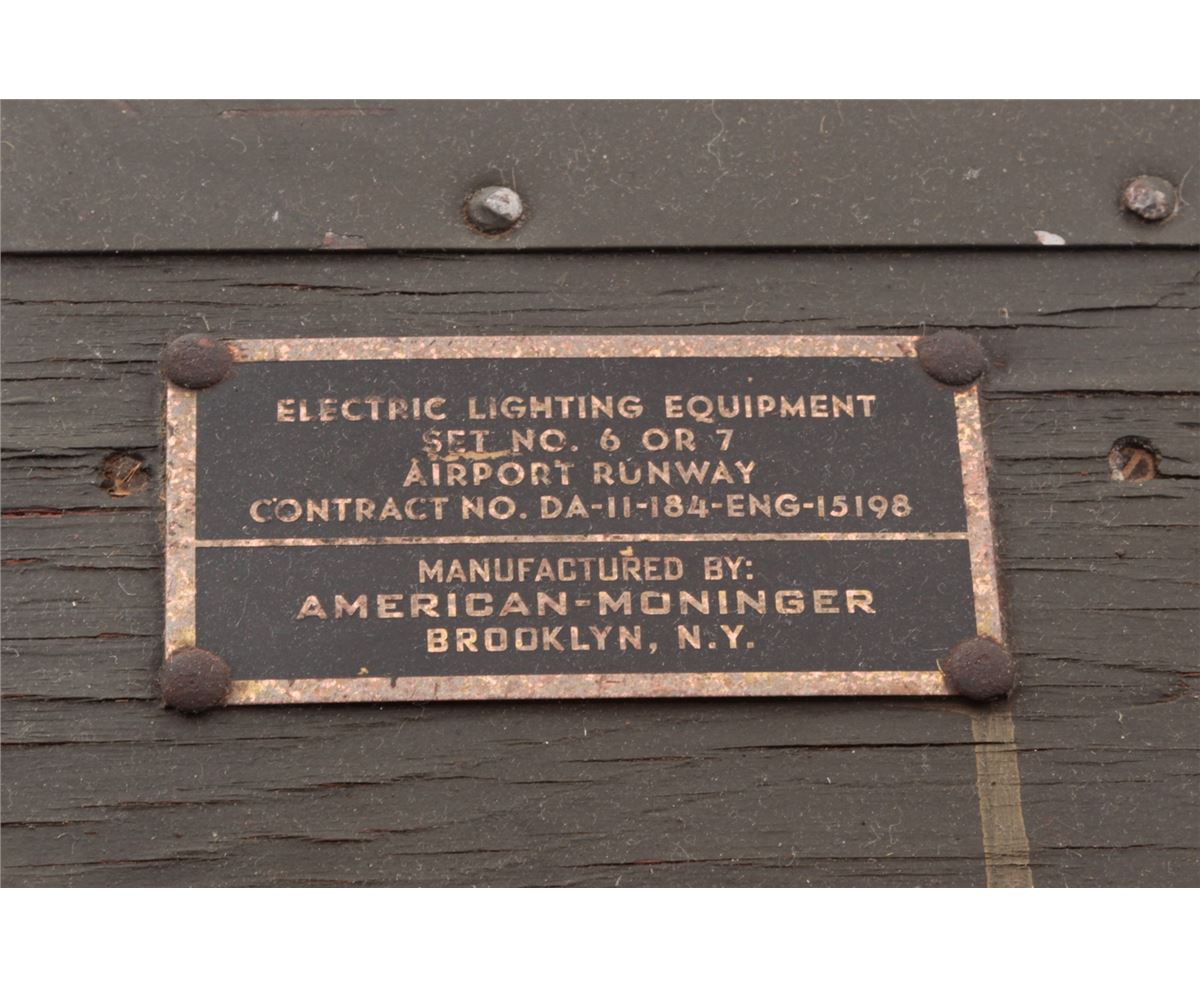 ELECTRIC LIGHTING EQUIPMENT
SET NO. 6 OR 7
AIRPORT RUNWAY
CONTRACT NO. DA-11-184-ENG-15198
MANUFACTURED BY:
AMERICAN-MONINGER
BROOKLYN, N.Y.